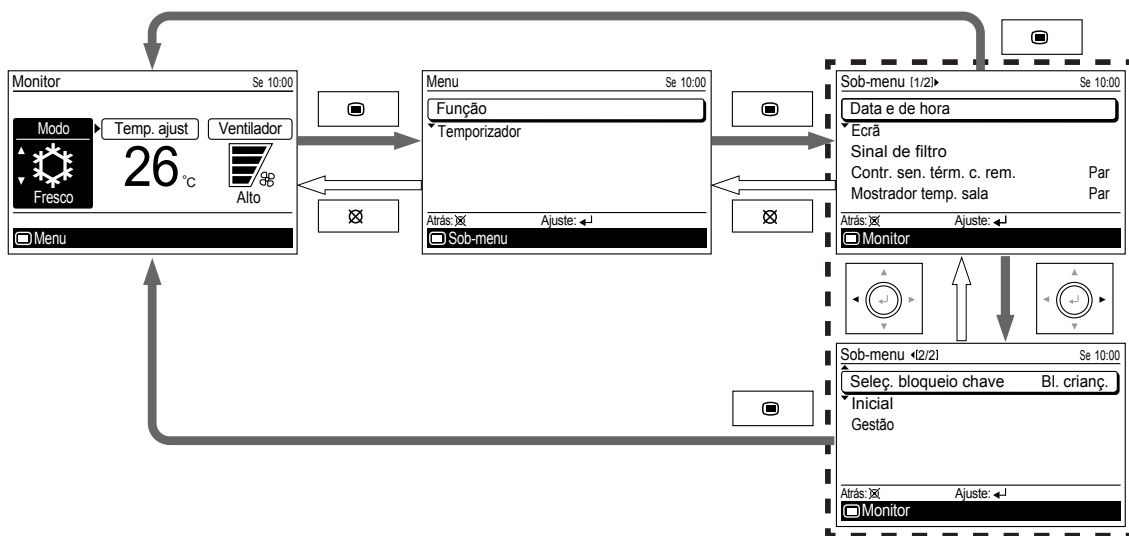 Monitor Se 10:00
Modo Temp. ajust Ventilador
26 °C
Fresco Alto
Menu
Menu Se 10:00
Função
Temporizador
Atrás: Ajuste:
Sob-menu
Sob-menu [1/2] Se 10:00
Data e de hora
Ecrã
Sinal de filtro
Contr. sen. térm. c. rem. Par
Mostrador temp. sala Par
Atrás: Ajuste:
Monitor
Sob-menu [2/2] Se 10:00
Seleç. bloqueio chave Bl. crianç.
Inicial
Gestão
Atrás: Ajuste:
Monitor